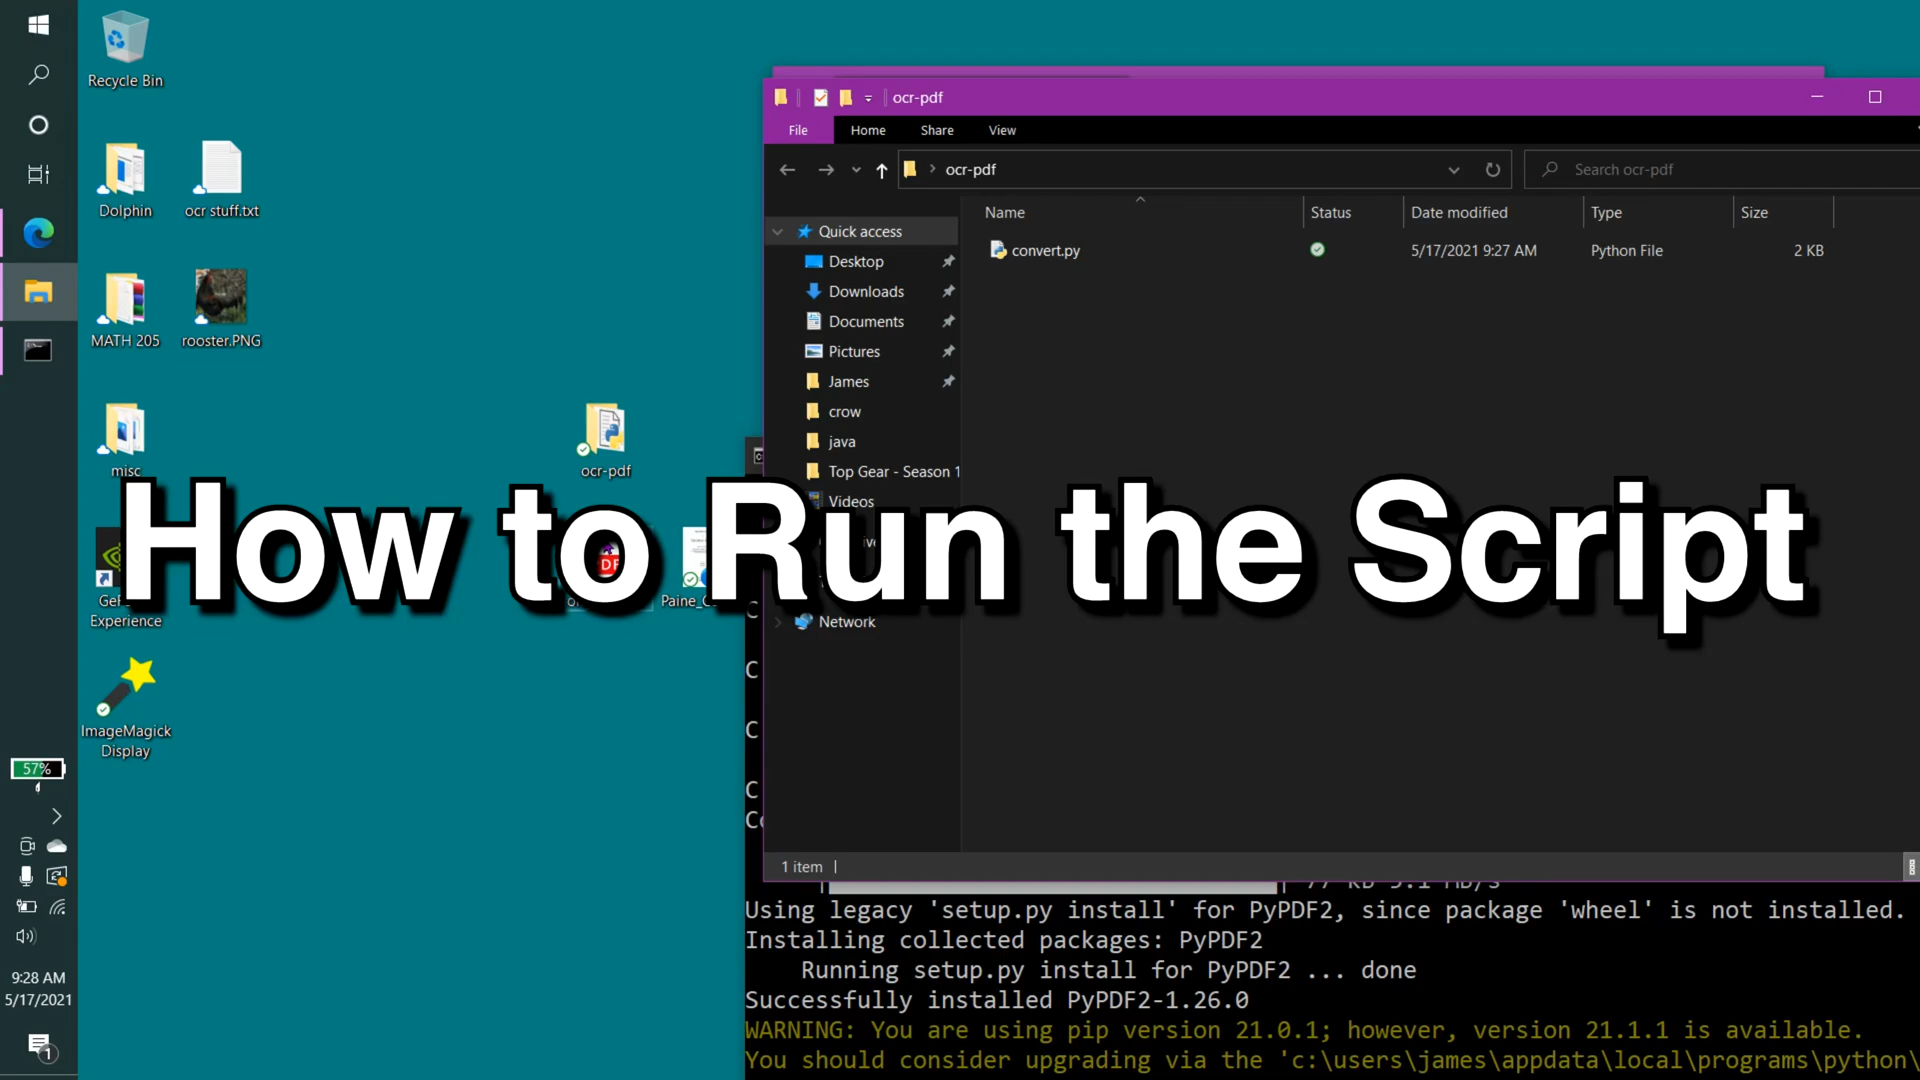 Recycle Bin
Dolphin
ocr stuff.txt
MATH 205
rooster.PNG
misc
ocr-pdf
How to Run the Script
Experience
ImageMagick
Display
57%
9:28 AM
5/17/2021
1
ocr-pdf
File
Home
Share
View
ocr-pdf
Search ocr-pdf
Name
Status
Date modified
Type
Size
Quick access
convert.py
5/17/2021 9:27 AM
Python File
2 KB
Desktop
Downloads
Documents
Pictures
James
crow
java
Top Gear - Season 1
Videos
Network
1 item
Using legacy 'setup.py install' for PyPDF2, since package 'wheel' is not installed.
Installing collected packages: PyPDF2
Running setup.py install for PyPDF2 ... done
Successfully installed PyPDF2-1.26.0
WARNING: You are using pip version 21.0.1; however, version 21.1.1 is available.
You should consider upgrading via the 'c:\users\james\appdata\local\programs\python\